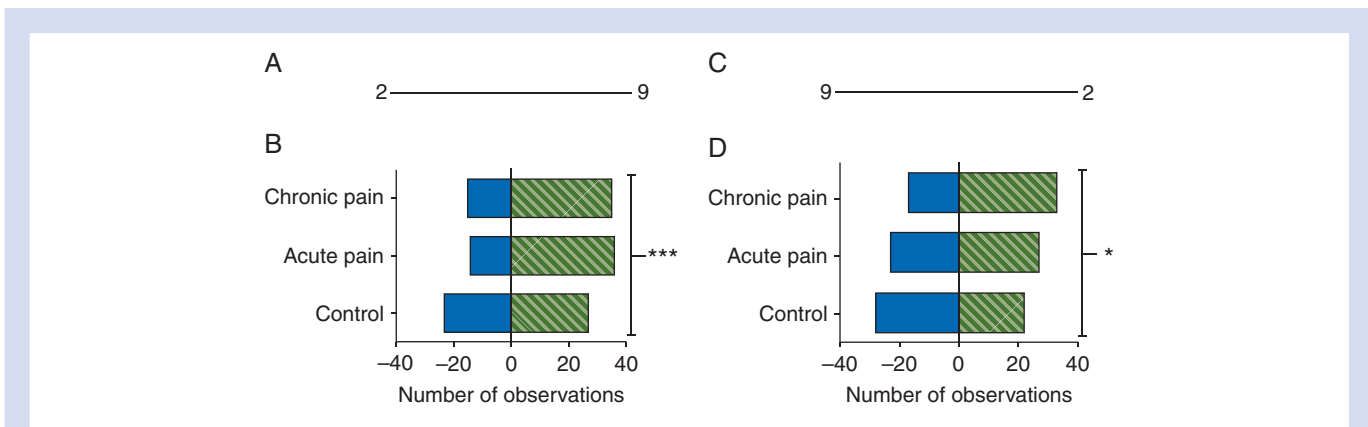 A
2 9
B
Chronic pain
Acute pain
Control
***
–40 –20 0 20 40
Number of observations
C
9 2
D
Chronic pain
Acute pain
Control
*
–40 –20 0 20 40
Number of observations